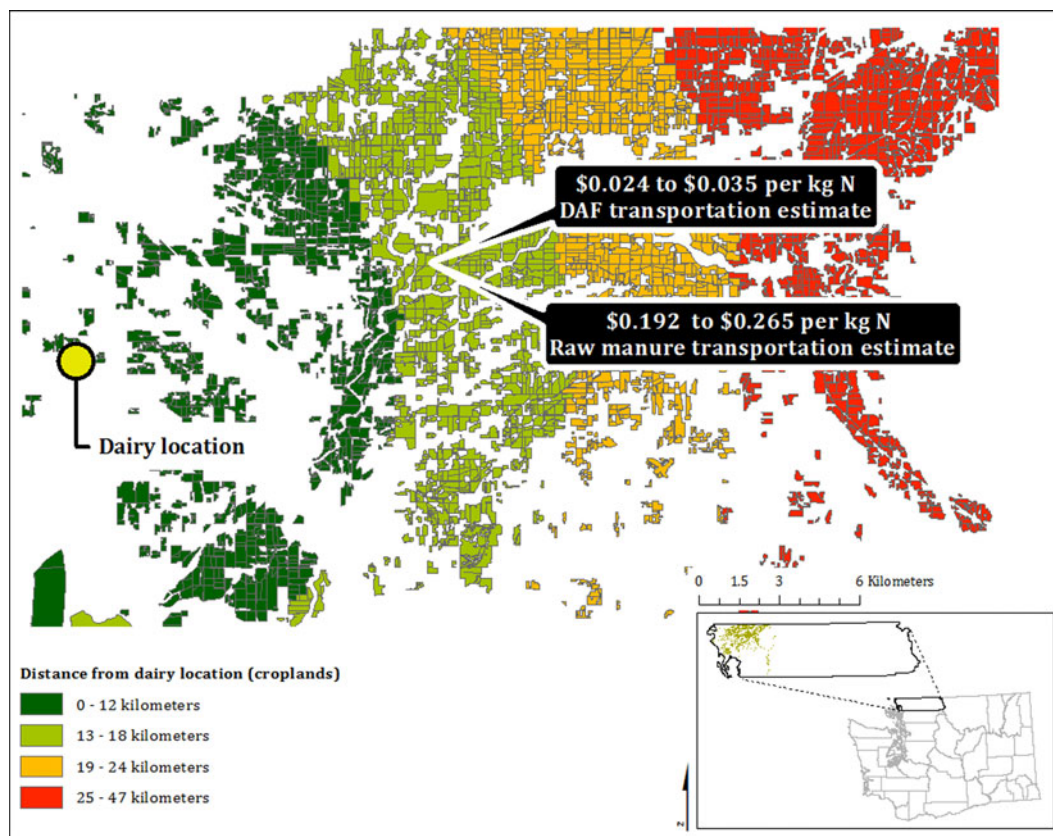 $0.024 to $0.035 per kg N
DAF transportation estimate
$0.192 to $0.265 per kg N
Raw manure transportation estimate
Dairy location
0 1.5 3 6 Kilometers
Distance from dairy location (croplands)
0 - 12 kilometers
13 - 18 kilometers
19 - 24 kilometers
25 - 47 kilometers
N